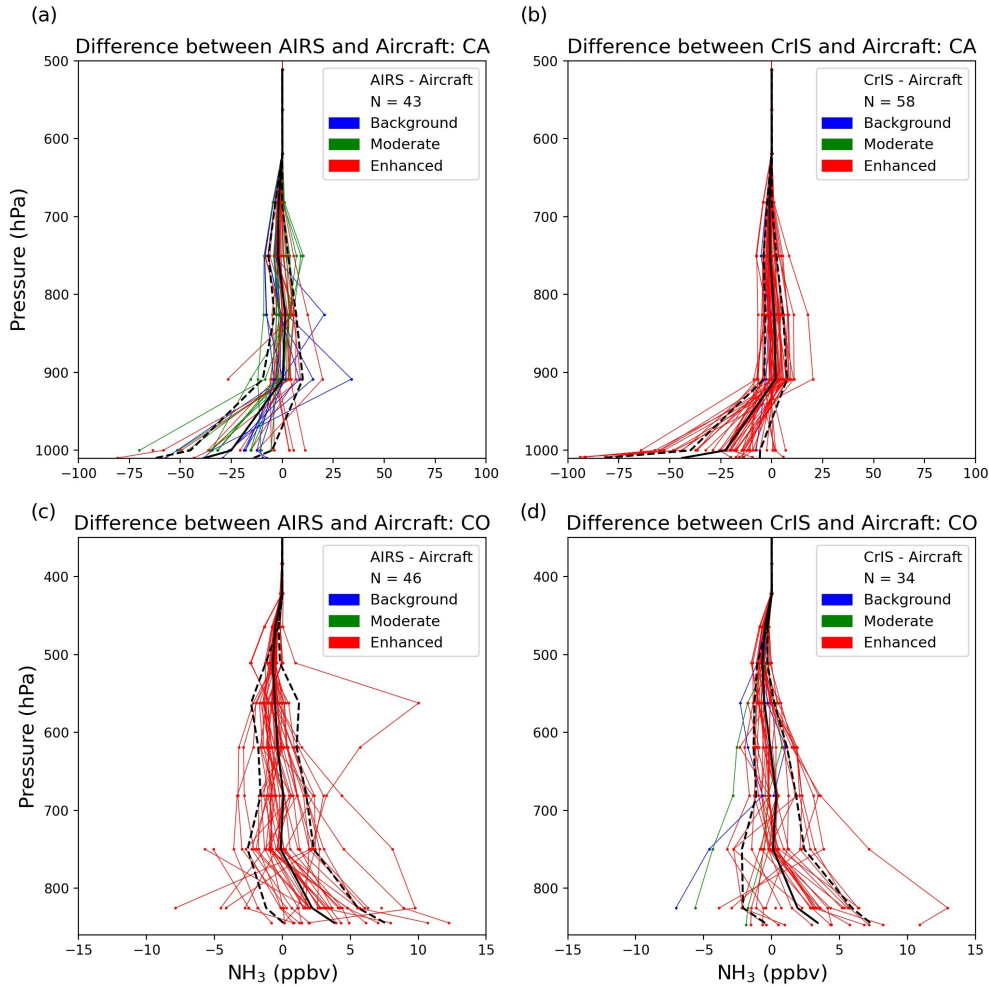 (a)
Difference between AIRS and Aircraft: CA
AIRS - Aircraft
N = 43
Background
Moderate
Enhanced
Pressure (hPa)
500
600
700
800
900
1000
−100 −75 −50 −25 0 25 50 75 100
(b)
Difference between CrIS and Aircraft: CA
CrIS - Aircraft
N = 58
Background
Moderate
Enhanced
500
600
700
800
900
1000
−100 −75 −50 −25 0 25 50 75 100
(c)
Difference between AIRS and Aircraft: CO
AIRS - Aircraft
N = 46
Background
Moderate
Enhanced
Pressure (hPa)
400
500
600
700
800
−15 −10 −5 0 5 10 15
NH₃ (ppbv)
(d)
Difference between CrIS and Aircraft: CO
CrIS - Aircraft
N = 34
Background
Moderate
Enhanced
400
500
600
700
800
−15 −10 −5 0 5 10 15
NH₃ (ppbv)